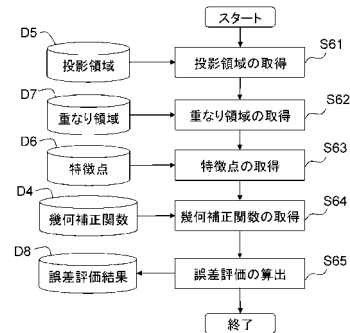 スタート
D5
投影領域
投影領域の取得
S61
D7
重なり領域
重なり領域の取得
S62
D6
特徴点
特徴点の取得
S63
D4
幾何補正関数
幾何補正関数の取得
S64
D8
誤差評価結果
誤差評価の算出
S65
終了